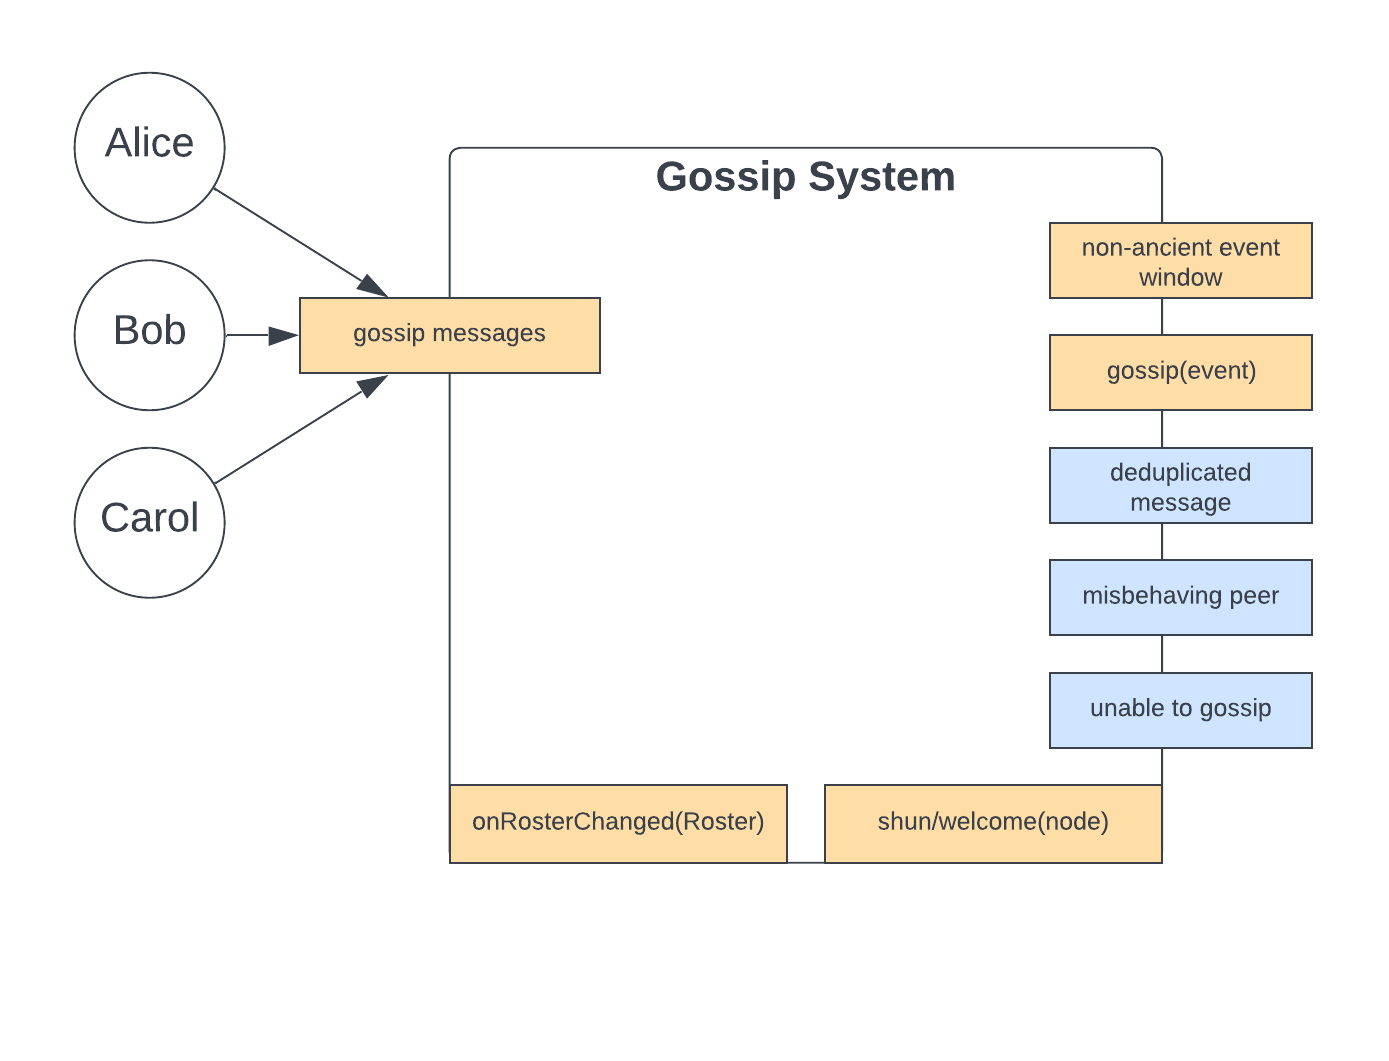 Alice
Gossip System
non-ancient event
window
Bob
gossip messages
gossip(event)
deduplicated
message
Carol
misbehaving peer
unable to gossip
onRosterChanged(Roster)
shun/welcome(node)